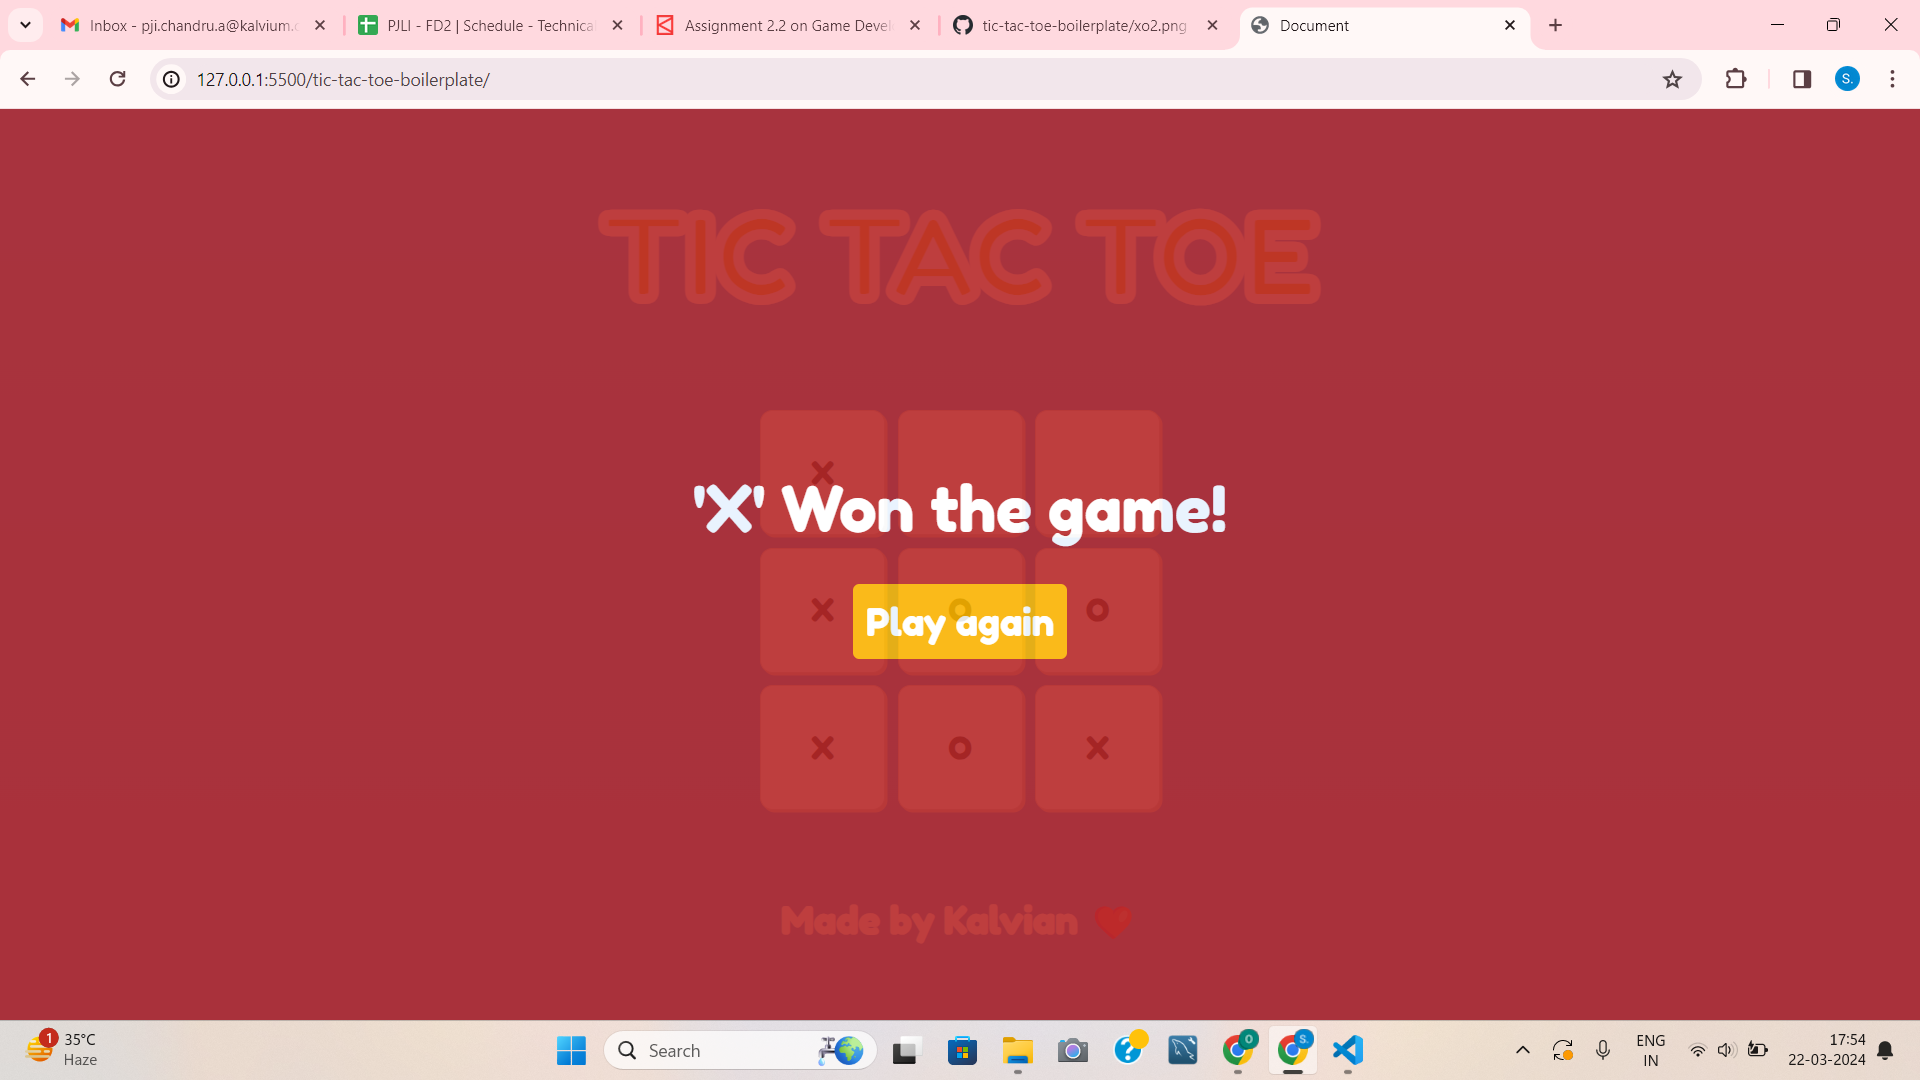 Inbox - pji.chandru.a@kalvium.c
PJLI - FD2 | Schedule - Technica
Assignment 2.2 on Game Devel
tic-tac-toe-boilerplate/xo2.png
Document
127.0.0.1:5500/tic-tac-toe-boilerplate/
S.
TIC TAC TOE
X
'X' Won the game!
X O O
Play again
X O X
Made by Kalvian
1
35°C
Haze
Search
O
S.
ENG
IN
17:54
22-03-2024